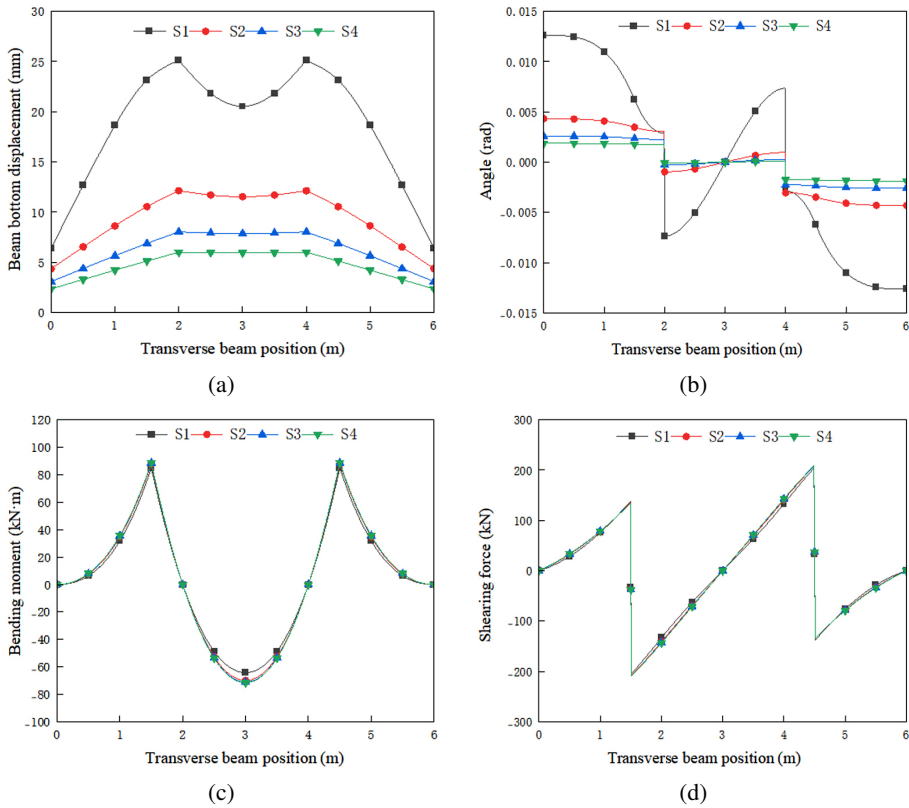 S1 S2 S3 S4
Beam bottom displacement (mm)
30
25
20
15
10
5
0
0 1 2 3 4 5 6
Transverse beam position (m)
(a)
S1 S2 S3 S4
Angle (rad)
0.015
0.010
0.005
0.000
-0.005
-0.010
-0.015
0 1 2 3 4 5 6
Transverse beam position (m)
(b)
S1 S2 S3 S4
Bending moment (kN·m)
120
100
80
60
40
20
0
-20
-40
-60
-80
-100
0 1 2 3 4 5 6
Transverse beam position (m)
(c)
S1 S2 S3 S4
Shearing force (kN)
300
200
100
0
-100
-200
-300
0 1 2 3 4 5 6
Transverse beam position (m)
(d)